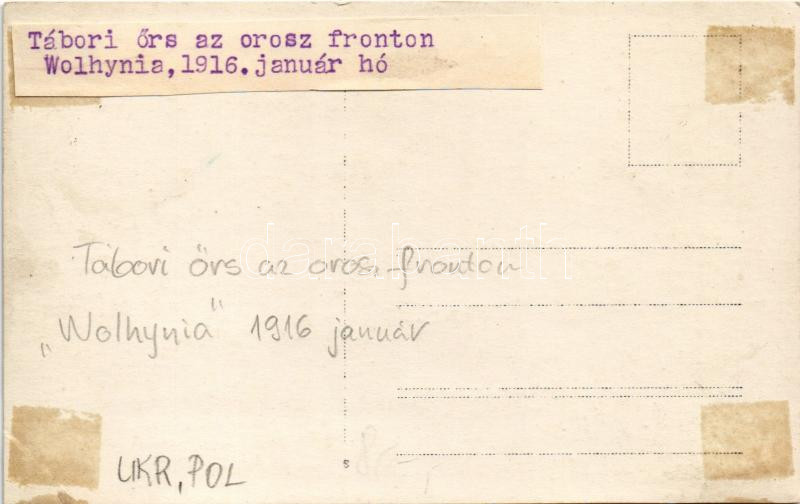 Tábori őrs az orosz fronton
Wolhynia, 1916. január hó
Tábori őrs az orosz fronton
„Wolhynia" 1916 január
UKR, POL
s